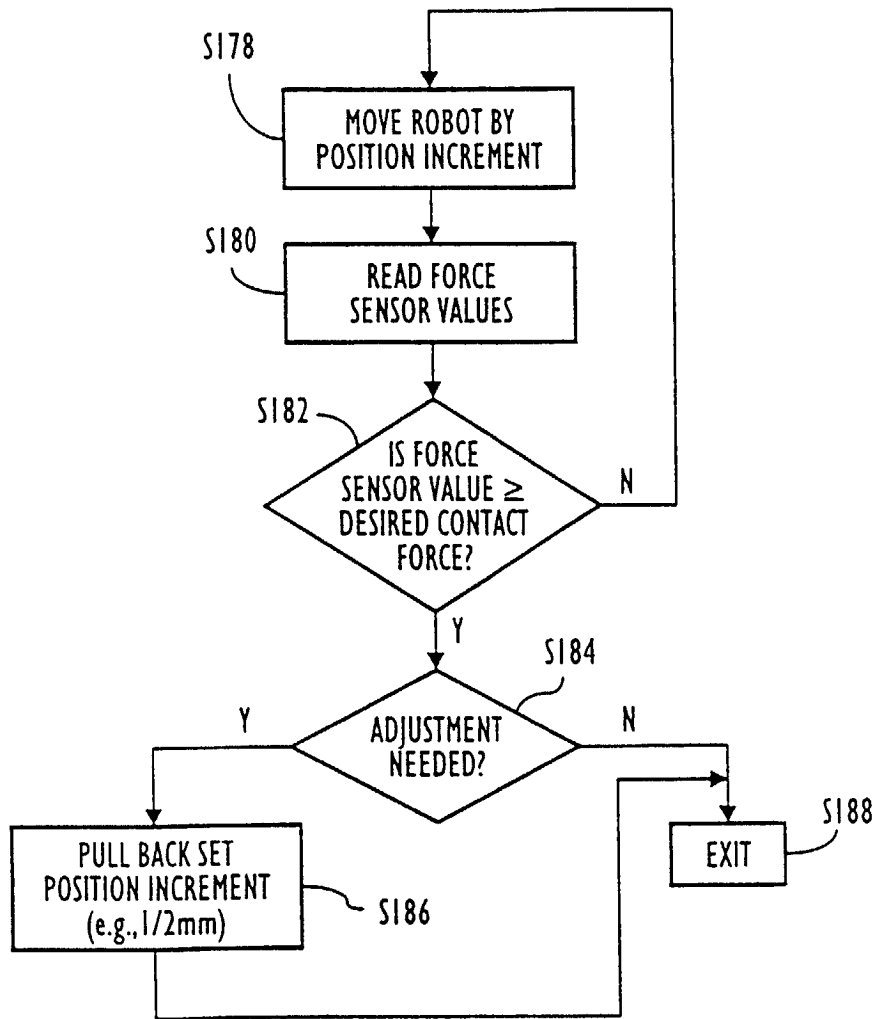 S178
MOVE ROBOT BY
POSITION INCREMENT
S180
READ FORCE
SENSOR VALUES
S182
IS FORCE
SENSOR VALUE ≥
DESIRED CONTACT
FORCE?
N
Y
S184
ADJUSTMENT
NEEDED?
Y
N
PULL BACK SET
POSITION INCREMENT
(e.g., 1/2mm)
S186
EXIT
S188